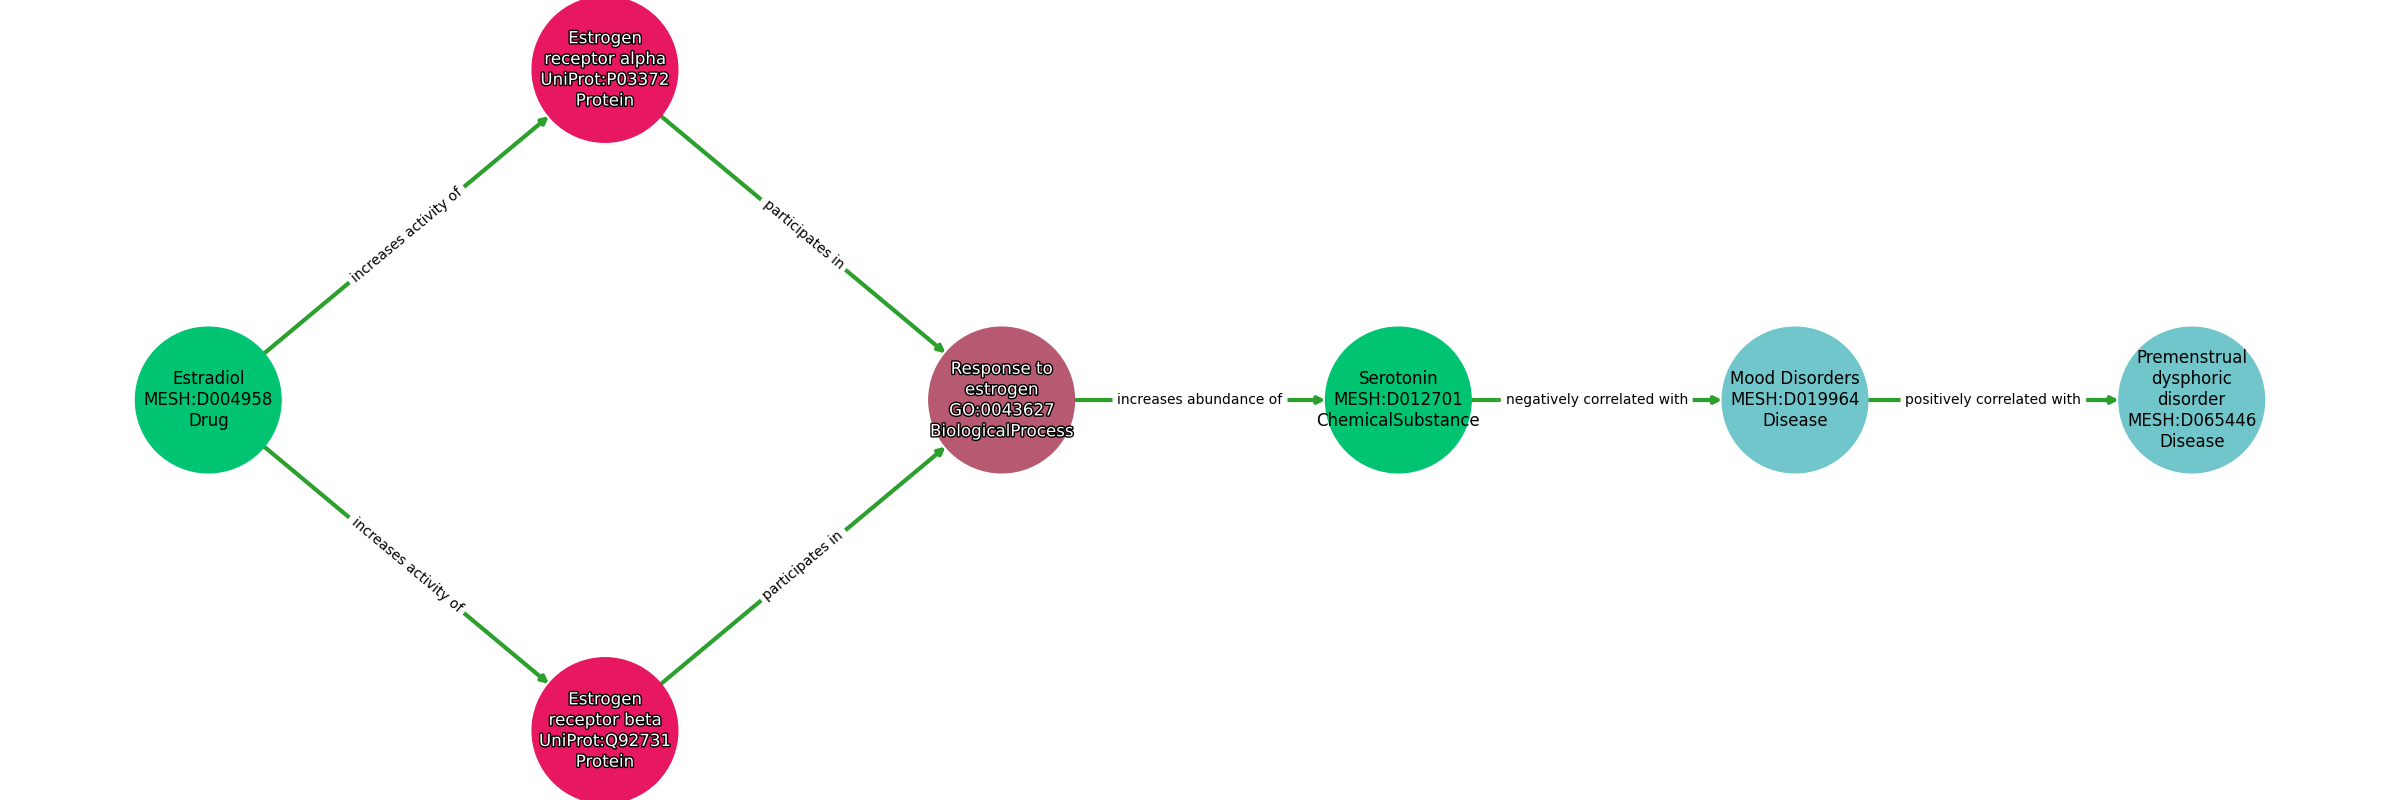 Estrogen
receptor alpha
UniProt:P03372
Protein
increases activity of
participates in
Estradiol
MESH:D004958
Drug
Response to
estrogen
GO:0043627
BiologicalProcess
increases abundance of
Serotonin
MESH:D012701
ChemicalSubstance
negatively correlated with
Mood Disorders
MESH:D019964
Disease
positively correlated with
Premenstrual
dysphoric
disorder
MESH:D065446
Disease
increases activity of
participates in
Estrogen
receptor beta
UniProt:Q92731
Protein